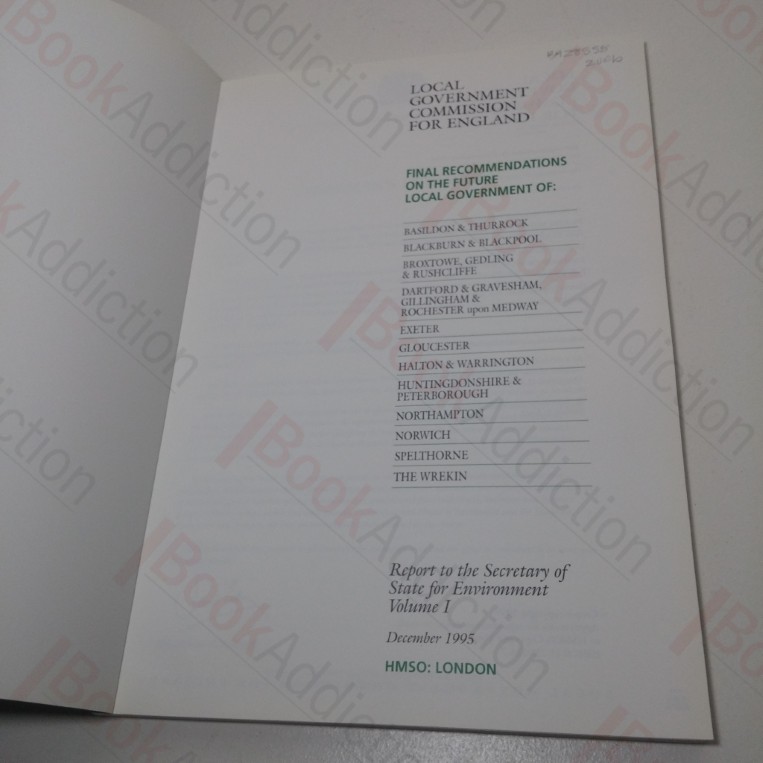 LOCAL
GOVERNMENT
COMMISSION
FOR ENGLAND
FINAL RECOMMENDATIONS
ON THE FUTURE
LOCAL GOVERNMENT OF:
BASILDON & THURROCK
BLACKBURN & BLACKPOOL
BROXTOWE, GEDLING
& RUSHCLIFFE
DARTFORD & GRAVESHAM,
GILLINGHAM &
ROCHESTER upon MEDWAY
EXETER
GLOUCESTER
HALTON & WARRINGTON
HUNTINGDONSHIRE &
PETERBOROUGH
NORTHAMPTON
NORWICH
SPELTHORNE
THE WREKIN
Report to the Secretary of
State for Environment
Volume I
December 1995
HMSO: LONDON
BookAddiction